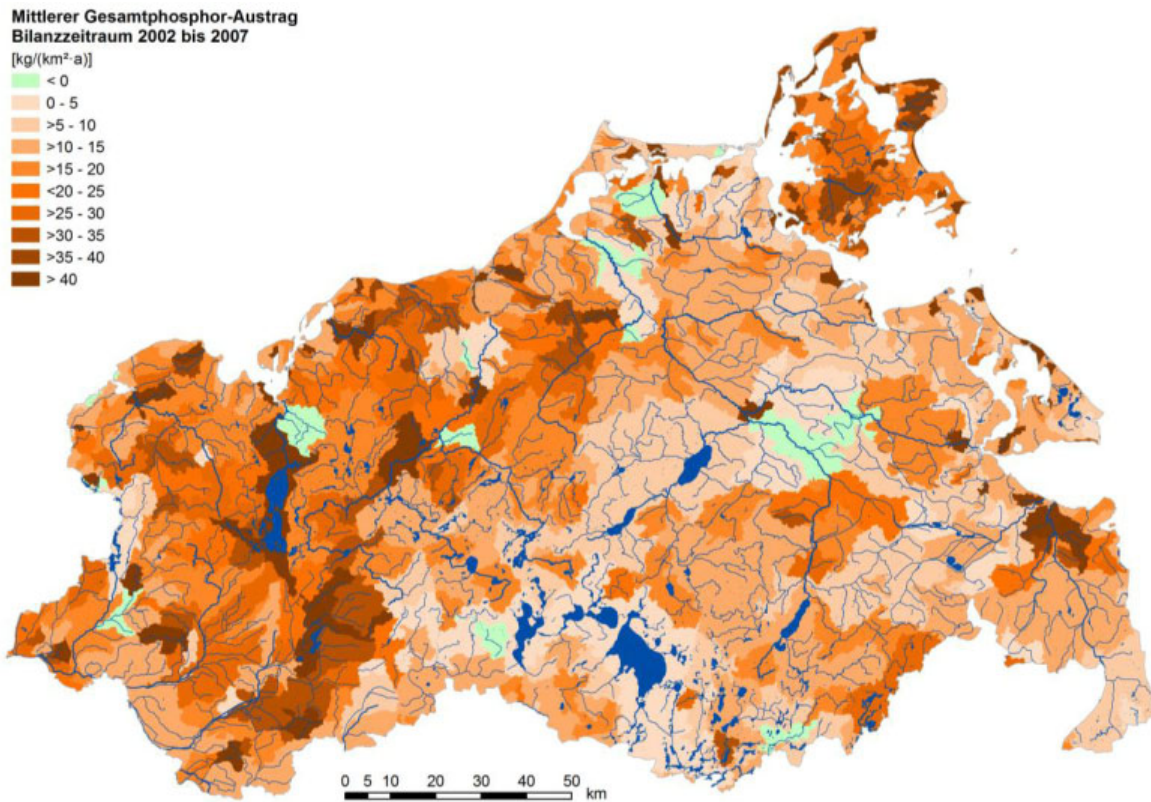 Mittlerer Gesamtphosphor-Austrag
Bilanzzeitraum 2002 bis 2007
[kg/(km²·a)]
< 0
0 - 5
>5 - 10
>10 - 15
>15 - 20
<20 - 25
>25 - 30
>30 - 35
>35 - 40
> 40
0 5 10 20 30 40 50
km